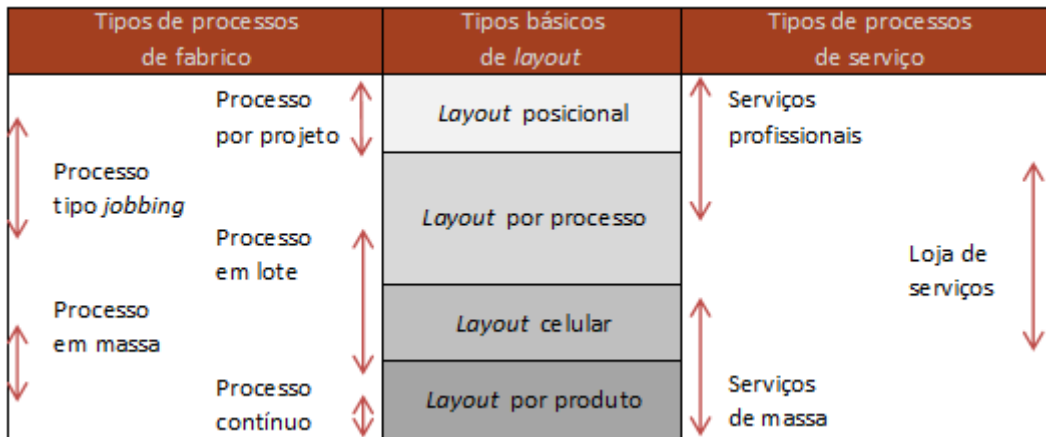 Tipos de processos
de fabrico
Tipos básicos
de layout
Tipos de processos
de serviço
Processo
por projeto
Processo
tipo jobbing
Processo
em lote
Processo
em massa
Processo
contínuo
Layout posicional
Layout por processo
Layout celular
Layout por produto
Serviços
profissionais
Loja de
serviços
Serviços
de massa